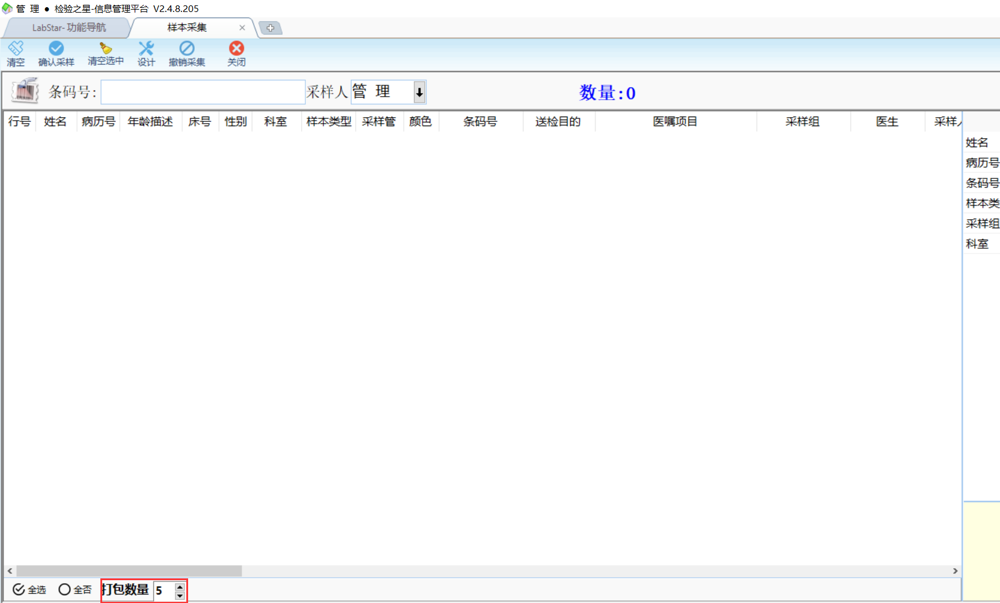 管 理 ● 检验之星-信息管理平台 V2.4.8.205
LabStar- 功能导航 样本采集
清空 确认采样 清空选中 设计 撤销采集 关闭
条码号: 采样人 管 理 数量:0
行号 姓名 病历号 年龄描述 床号 性别 科室 样本类型 采样管 颜色 条码号 送检目的 医嘱项目 采样组 医生 采样人
姓名
病历号
条码号
样本类
采样组
科室
全选 全否 打包数量 5